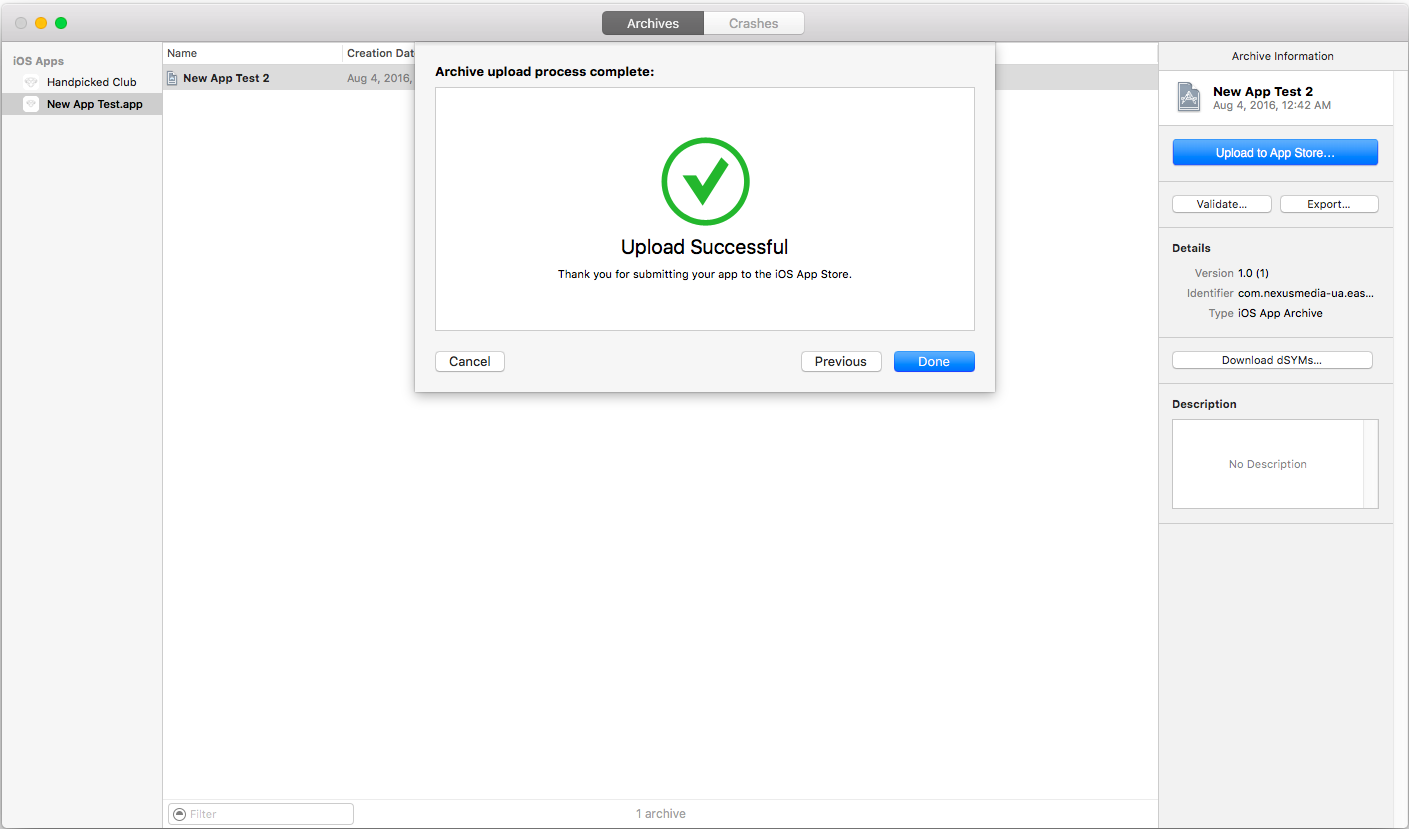 Archives
Crashes
iOS Apps
Handpicked Club
New App Test.app
Name
Creation Dat
New App Test 2
Aug 4, 2016,
Archive upload process complete:
Upload Successful
Thank you for submitting your app to the iOS App Store.
Cancel
Previous
Done
Filter
1 archive
Archive Information
New App Test 2
Aug 4, 2016, 12:42 AM
Upload to App Store...
Validate...
Export...
Details
Version 1.0 (1)
Identifier com.nexusmedia-ua.eas...
Type iOS App Archive
Download dSYMs...
Description
No Description